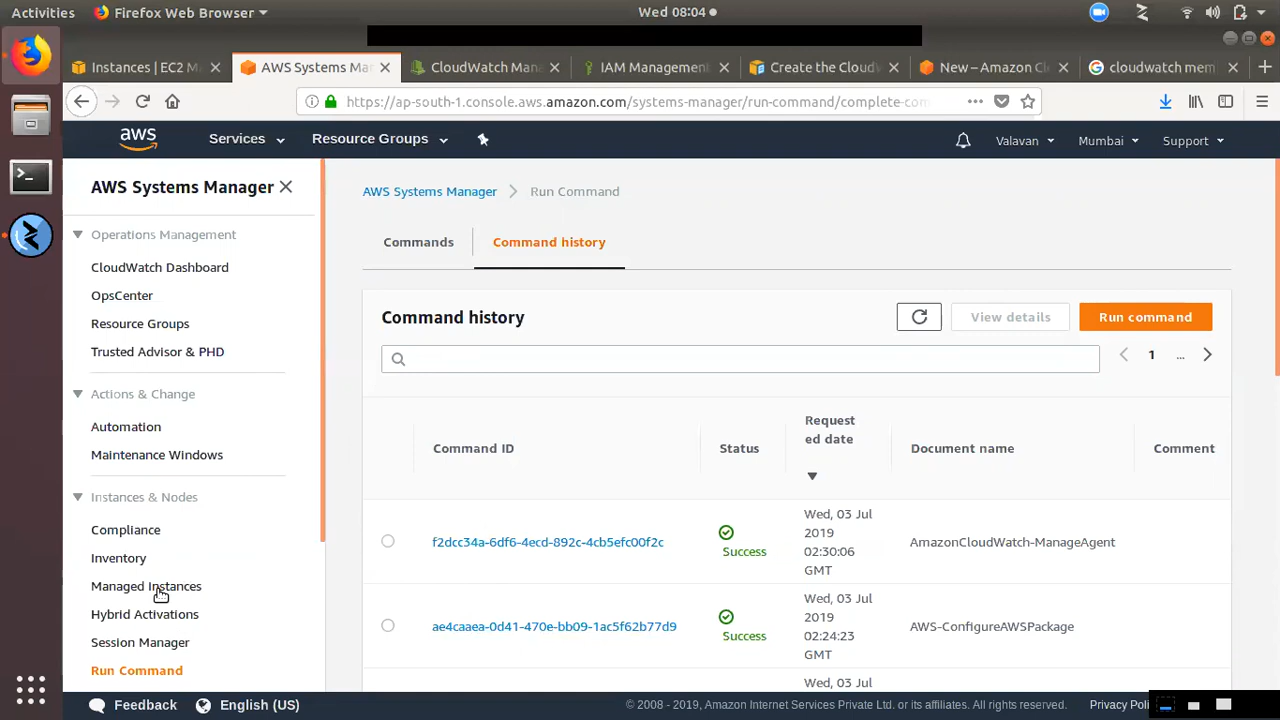 Activities
Firefox Web Browser
Wed 08:04
Instances | EC2 M
AWS Systems Ma
CloudWatch Man
IAM Management
Create the Cloud
New – Amazon Cl
cloudwatch mem
https://ap-south-1.console.aws.amazon.com/systems-manager/run-command/complete-com
aws
Services
Resource Groups
Valavan
Mumbai
Support
AWS Systems Manager
Operations Management
CloudWatch Dashboard
OpsCenter
Resource Groups
Trusted Advisor & PHD
Actions & Change
Automation
Maintenance Windows
Instances & Nodes
Compliance
Inventory
Managed Instances
Hybrid Activations
Session Manager
Run Command
AWS Systems Manager
Run Command
Commands
Command history
Command history
View details
Run command
1
...
Command ID
Status
Request
ed date
Document name
Comment
f2dcc34a-6df6-4ecd-892c-4cb5efc00f2c
Success
Wed, 03 Jul
2019
02:30:06
GMT
AmazonCloudWatch-ManageAgent
ae4caaea-0d41-470e-bb09-1ac5f62b77d9
Success
Wed, 03 Jul
2019
02:24:23
GMT
AWS-ConfigureAWSPackage
Wed, 03 Jul
Feedback
English (US)
© 2008 - 2019, Amazon Internet Services Private Ltd. or its affiliates. All rights reserved.
Privacy Poli